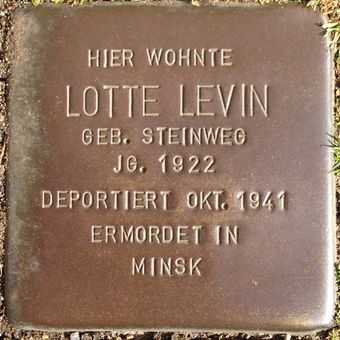 HIER WOHNTE
LOTTE LEVIN
GEB. STEINWEG
JG. 1922
DEPORTIERT OKT. 1941
ERMORDET IN
MINSK